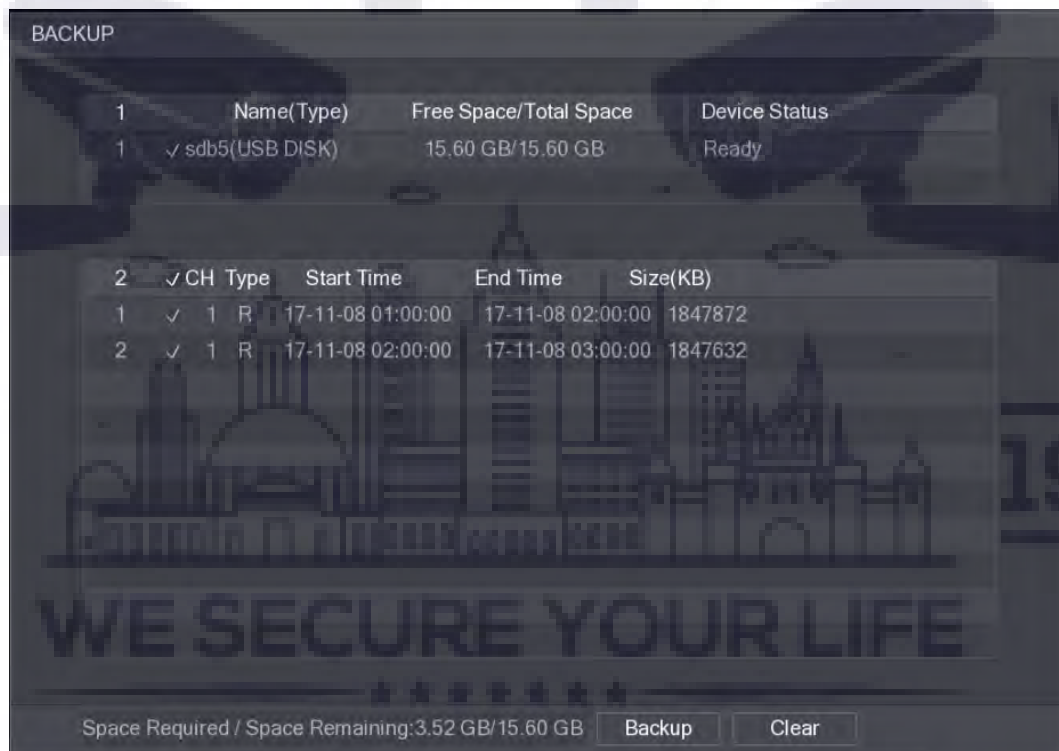 BACKUP
1 Name(Type) Free Space/Total Space Device Status
1 ✓ sdb5(USB DISK) 15.60 GB/15.60 GB Ready
2 ✓ CH Type Start Time End Time Size(KB)
1 ✓ 1 R 17-11-08 01:00:00 17-11-08 02:00:00 1847872
2 ✓ 1 R 17-11-08 02:00:00 17-11-08 03:00:00 1847632
19
WE SECURE YOUR LIFE
Space Required / Space Remaining:3.52 GB/15.60 GB Backup Clear